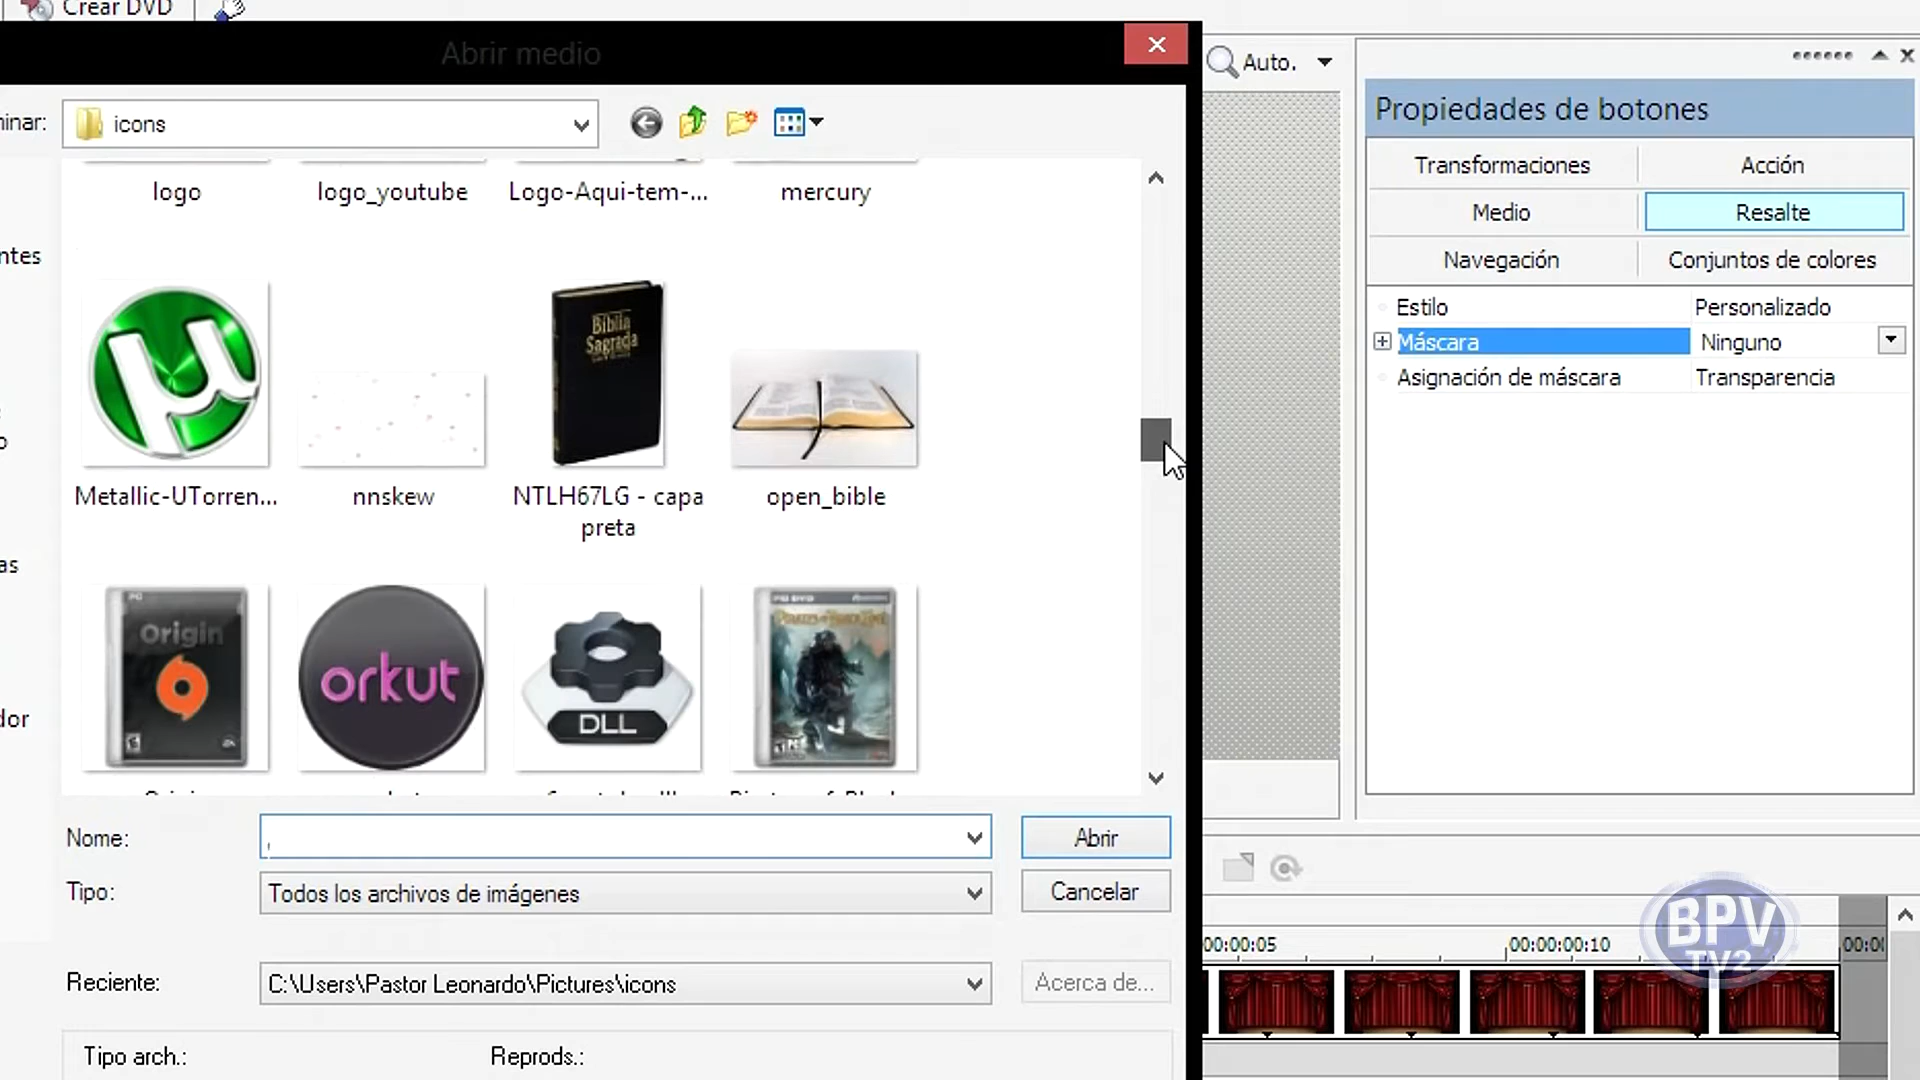 Crear DVD
Abrir medio
Auto.
Propiedades de botones
inar:
icons
Transformaciones
Acción
Medio
Resalte
Navegación
Conjuntos de colores
Estilo
Personalizado
Máscara
Ninguno
Asignación de máscara
Transparencia
ntes
as
dor
logo
logo_youtube
Logo-Aqui-tem-...
mercury
Bíblia
Sagrada
Metallic-UTorren...
nnskew
NTLH67LG - capa
preta
open_bible
Origin
orkut
DLL
Nome:
Abrir
Tipo:
Todos los archivos de imágenes
Cancelar
Reciente:
C:\Users\Pastor Leonardo\Pictures\icons
Acerca de...
Tipo arch.:
Reprods.:
00:00:05
00:00:00:10
00:00
BPV
TV2